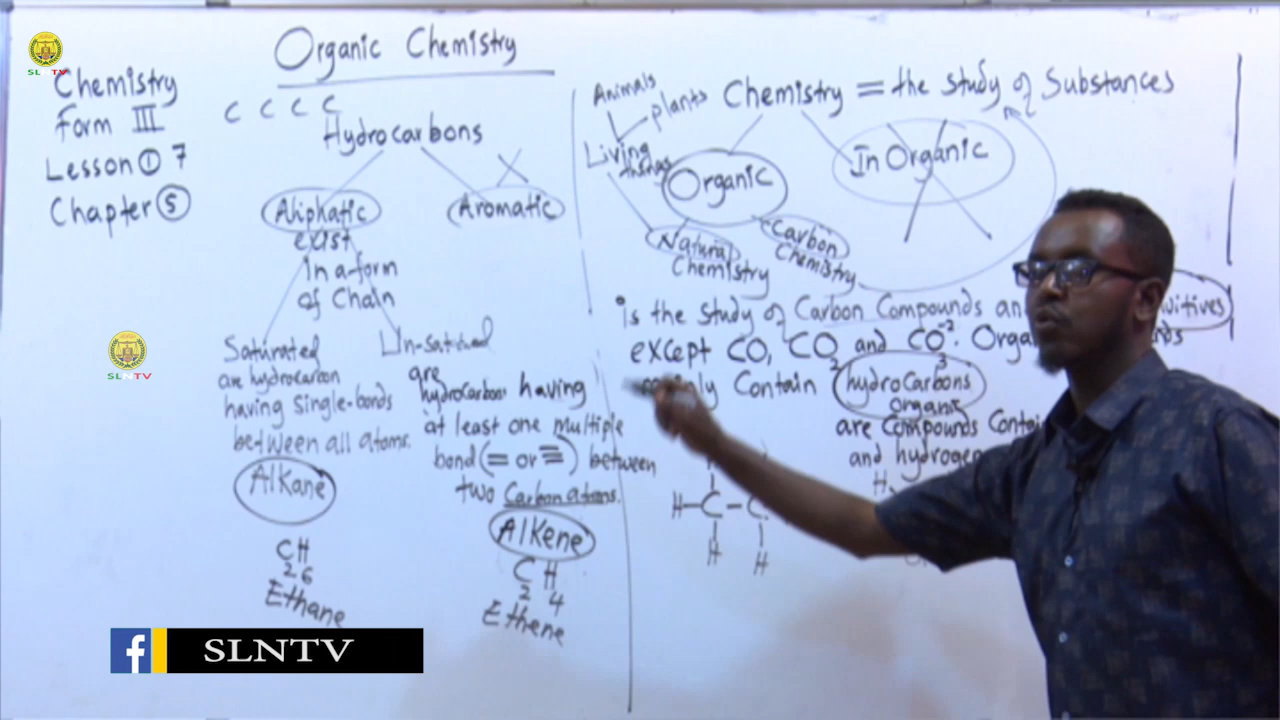 SLNTV
Chemistry
Form III
Lesson ① 7
Chapter ⑤
Organic Chemistry
C C C C
Hydrocarbons
Aliphatic
exist
in a-form
of Chain
Aromatic
Saturated
are hydrocarbon
having Single-bonds
between all atoms.
Alkane
C2H6
Ethane
Un-saturated
are
hydrocarbons having
at least one multiple
bond (= or ≡) between
two Carbon atoms.
Alkene
C2H4
Ethene
Chemistry = the study of Substances
Animals
plants
Living
things
Organic
In Organic
Natural
Chemistry
Carbon
Chemistry
is the study of Carbon Compounds an
except CO, CO2 and CO3-2. Orga
Contain hydrocarbons
organic
are Compounds Contai
and hydroge
H
H-C-C
H H
SLNTV
f SLNTV